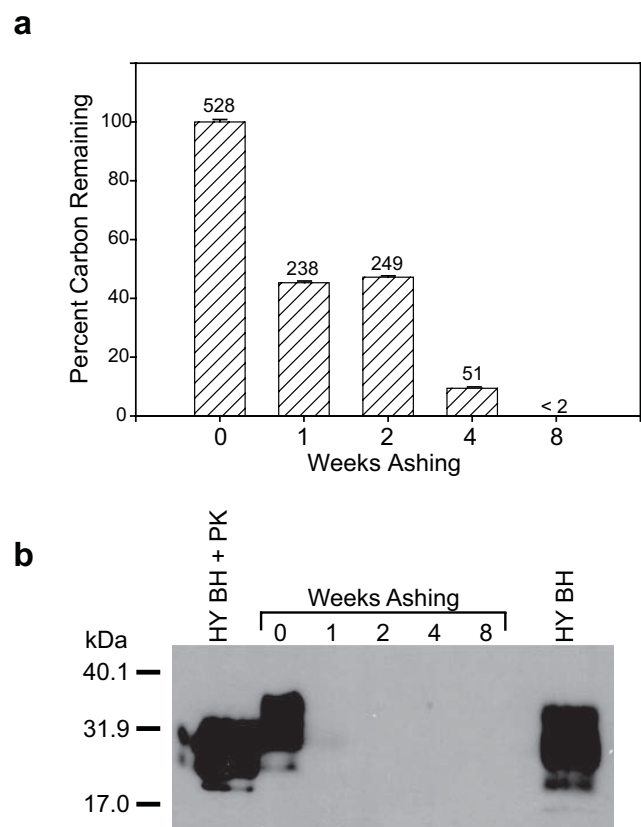 a
Percent Carbon Remaining
100
80
60
40
20
0
528
238
249
51
< 2
0 1 2 4 8
Weeks Ashing
b
HY BH + PK
Weeks Ashing
0 1 2 4 8
HY BH
kDa
40.1
31.9
17.0